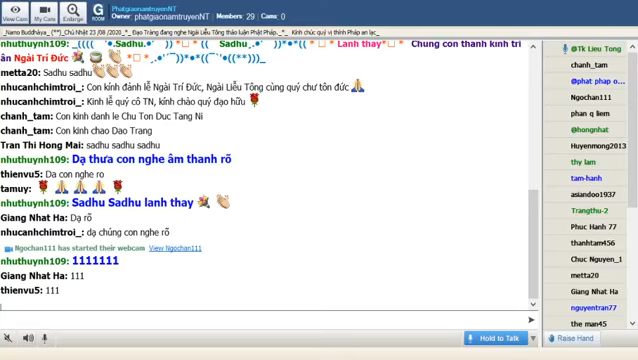 Room: phatgiaonamtruyenNT
Owner: phatgiaonamtruyenNT Members: 29 Cams: 0
View Cam
My Cams
Enlarge
G
ROOM
_Namo Buddhāya_ (""_)Chủ Nhật 23 /08 /2020_ Đạo Tràng đang nghe Ngài Liễu Tông thảo luận Phật Pháp._ Kính chúc quý vị thính Pháp an lạc_
nhuthuynh109: Lanh thay Chung con thanh kinh tri
ân Ngài Trí Đức
metta20: Sadhu sadhu
nhucanhchimtroi_: Con kính đảnh lễ Ngài Trí Đức, Ngài Liễu Tông cùng quý chư tôn đức
nhucanhchimtroi_: Kính lễ quý cô TN, kính chào quý đạo hữu
chanh_tam: Con kinh danh le Chu Ton Duc Tang Ni
chanh_tam: Con kinh chao Dao Trang
Tran Thi Hong Mai: sadhu sadhu sadhu
nhuthuynh109: Dạ thưa con nghe âm thanh rõ
thienvu5: Da con nghe ro
tamuy:
nhuthuynh109: Sadhu Sadhu lanh thay
Giang Nhat Ha: Dạ rõ
nhucanhchimtroi_: dạ chúng con nghe rõ
Ngochan111 has started their webcam View Ngochan111
nhuthuynh109: 1111111
Giang Nhat Ha: 111
thienvu5: 111
Hold to Talk
@Tk Lieu Tong
chanh_tam
@phat phap o...
Ngochan111
phan q liem
@hongnhat
Huyenmong2013
thy lam
tam-hanh
asiandoo1937
Trangthu-2
Phuc Hanh 77
thanhtam456
Chuc Nguyen_1
metta20
Giang Nhat Ha
nguyetran77
the man45
Raise Hand